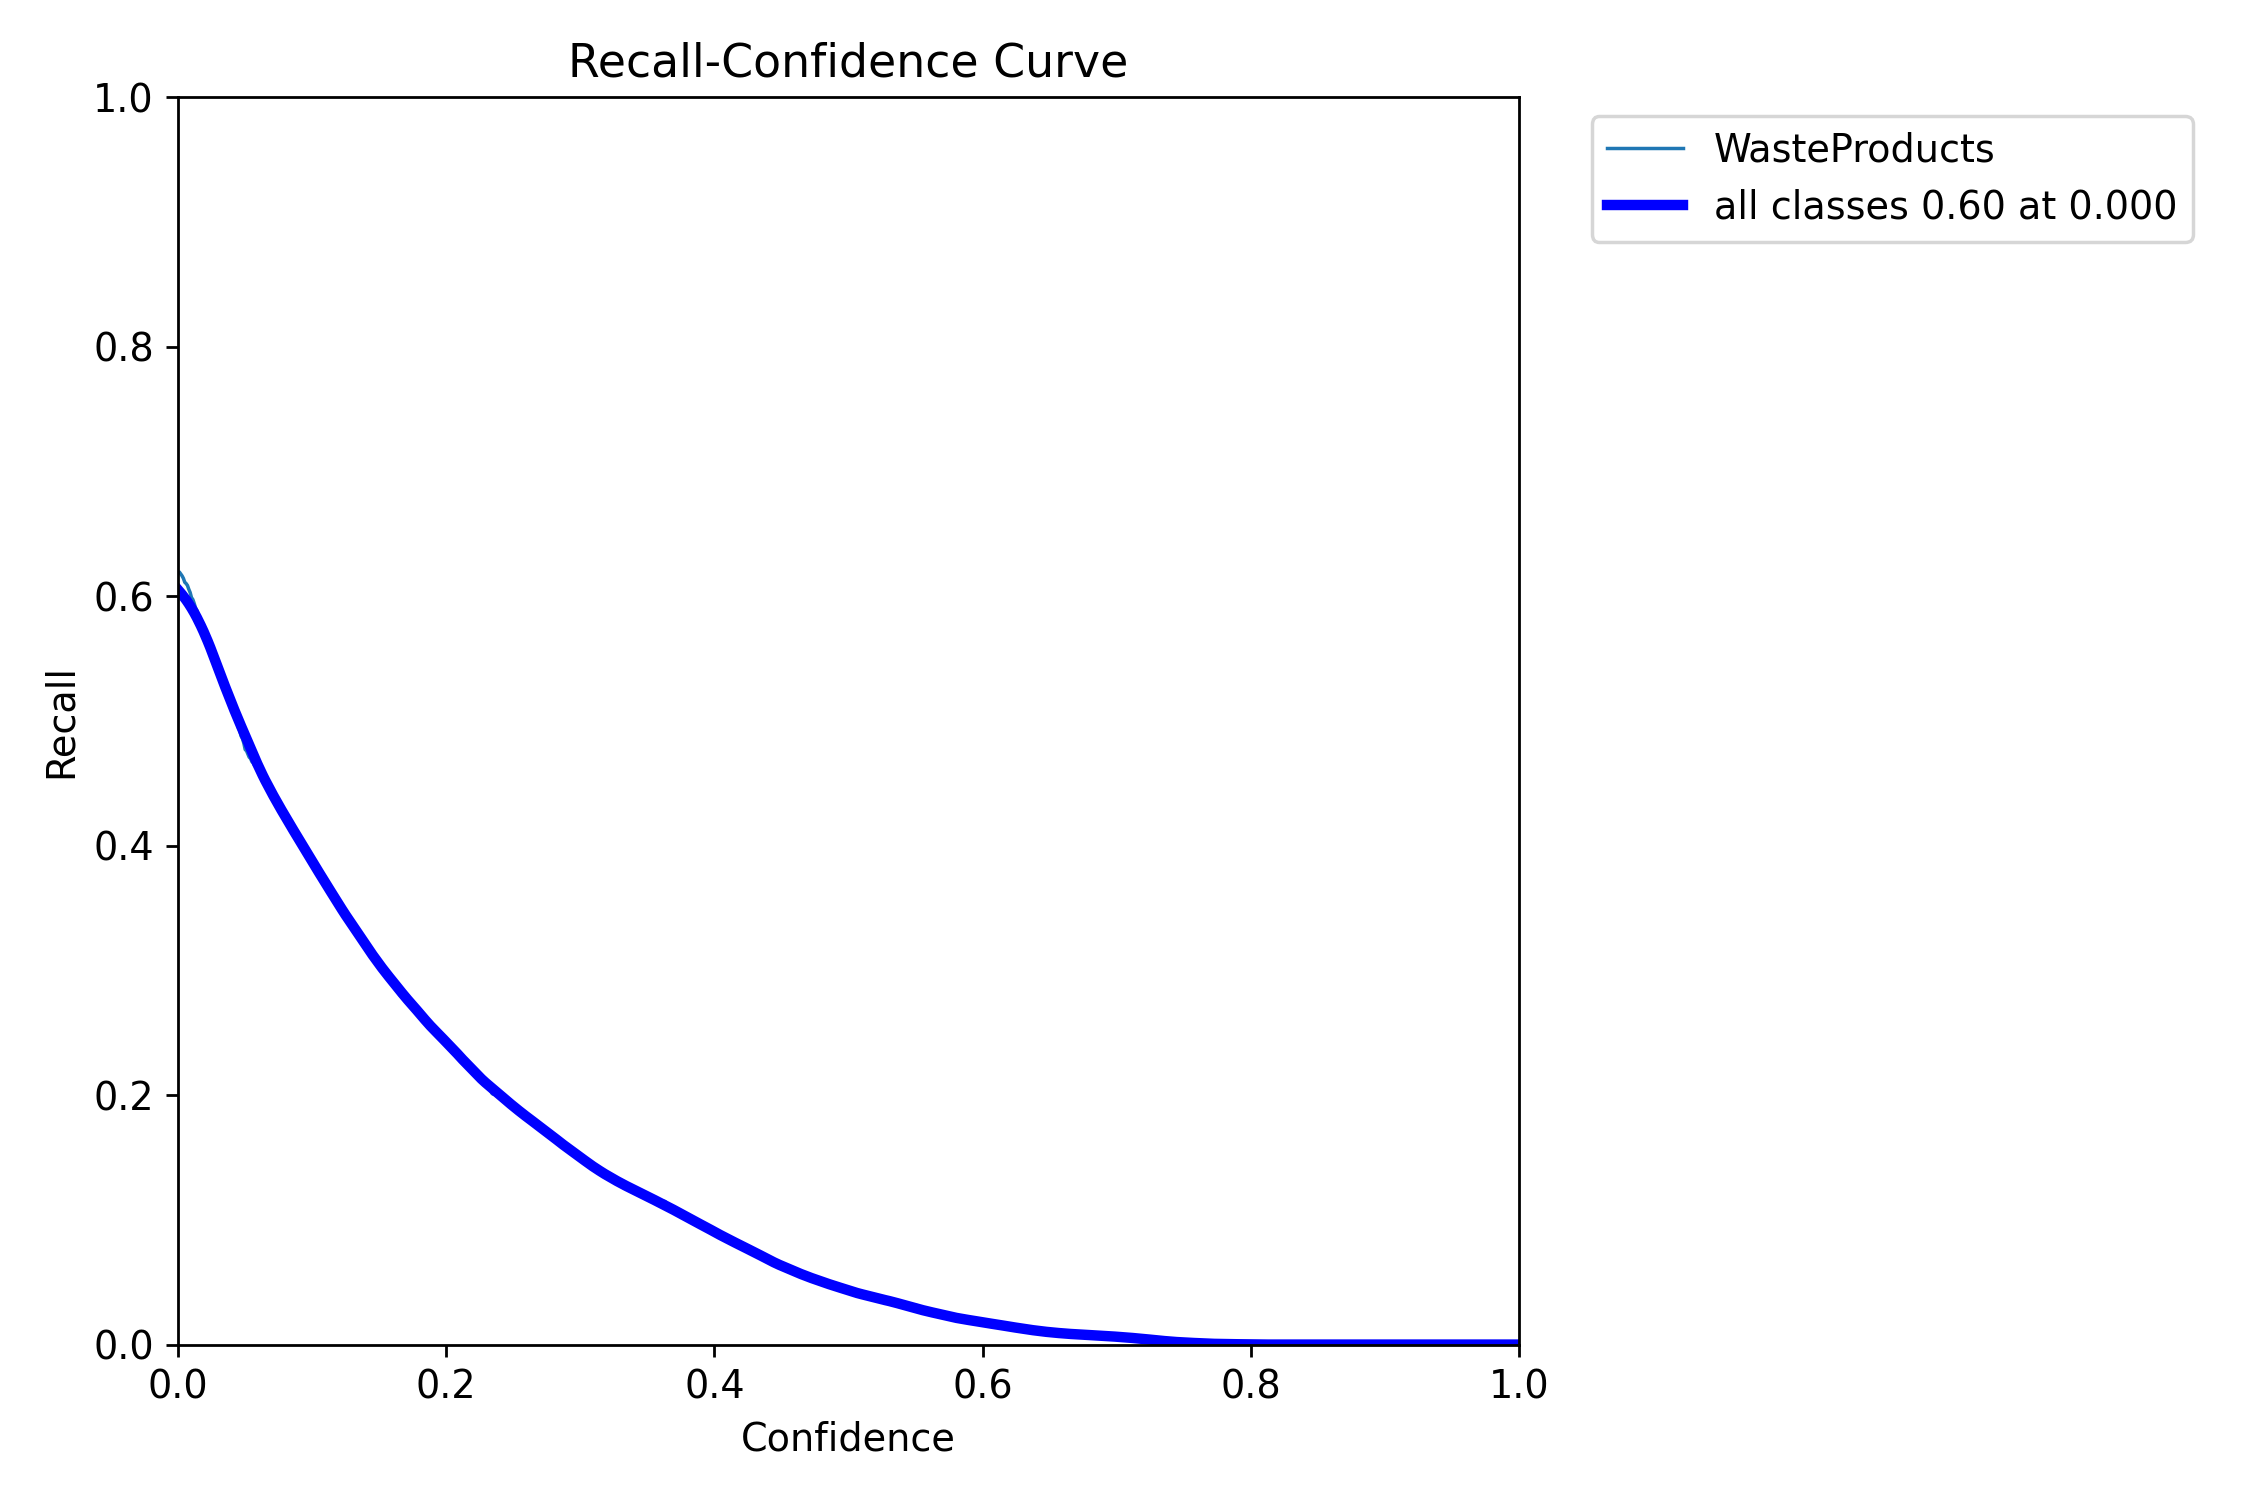 Recall-Confidence Curve
WasteProducts
all classes 0.60 at 0.000
1.0
0.8
0.6
0.4
0.2
0.0
Recall
0.0 0.2 0.4 0.6 0.8 1.0
Confidence